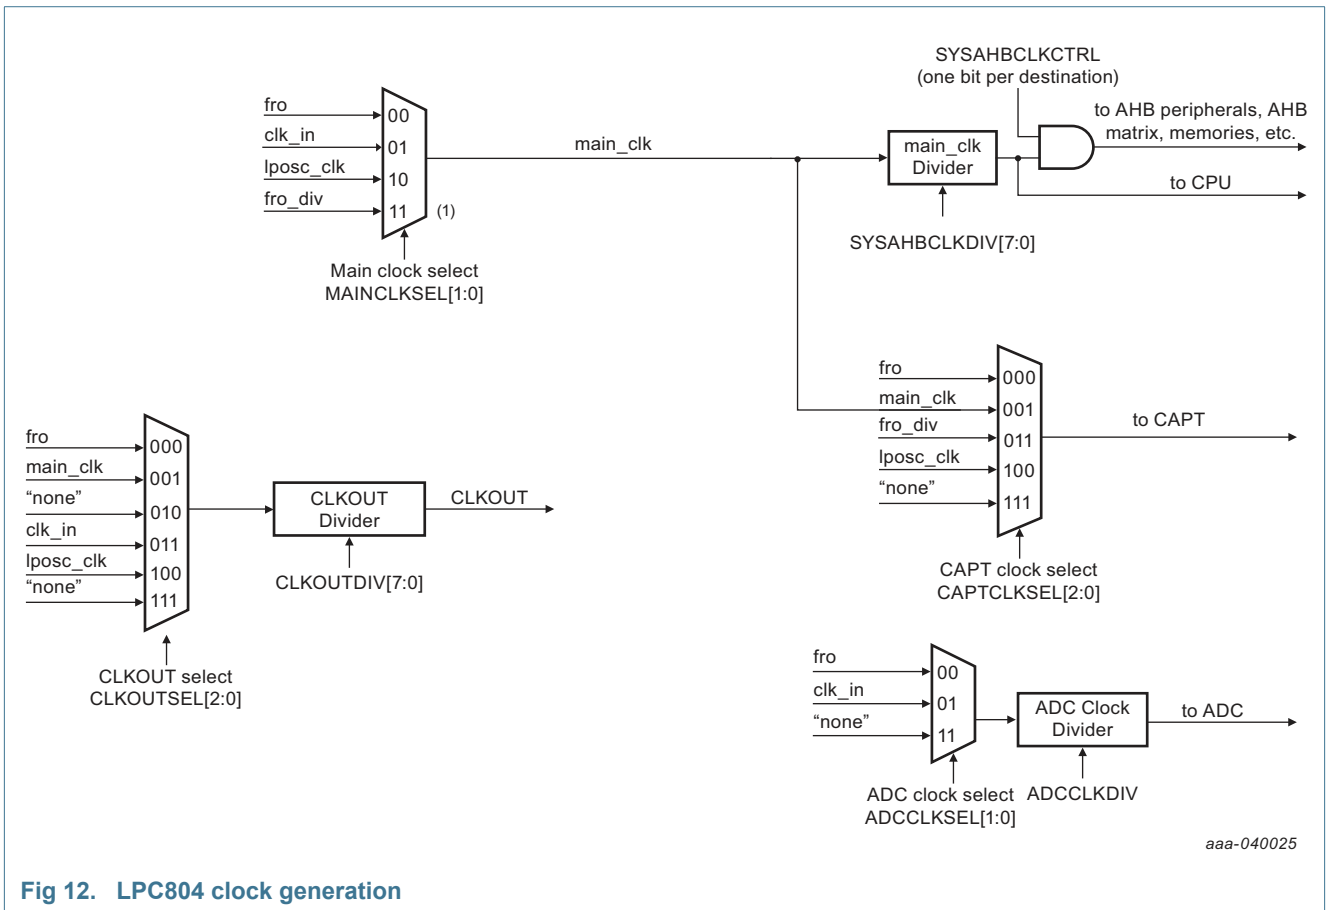 SYSAHBCLKCTRL
(one bit per destination)
fro
00
clk_in
01
lposc_clk
10
fro_div
11
(1)
main_clk
Main clock select
MAINCLKSEL[1:0]
main_clk
Divider
SYSAHBCLKDIV[7:0]
to AHB peripherals, AHB
matrix, memories, etc.
to CPU
fro
000
main_clk
001
fro_div
011
lposc_clk
100
“none”
111
to CAPT
CAPT clock select
CAPTCLKSEL[2:0]
fro
000
main_clk
001
“none”
010
clk_in
011
lposc_clk
100
“none”
111
CLKOUT
Divider
CLKOUT
CLKOUTDIV[7:0]
CLKOUT select
CLKOUTSEL[2:0]
fro
00
clk_in
01
“none”
11
ADC Clock
Divider
to ADC
ADC clock select
ADCCLKSEL[1:0]
ADCCLKDIV
aaa-040025
Fig 12. LPC804 clock generation